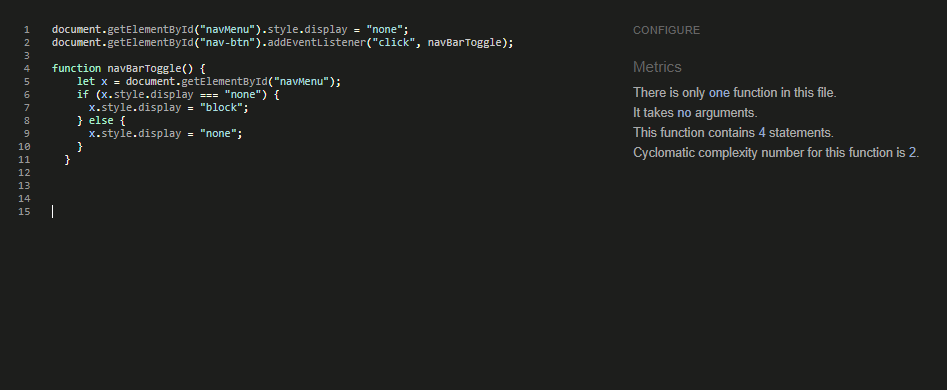 1 document.getElementById("navMenu").style.display = "none";
2 document.getElementById("nav-btn").addEventListener("click", navBarToggle);
3
4 function navBarToggle() {
5 let x = document.getElementById("navMenu");
6 if (x.style.display === "none") {
7 x.style.display = "block";
8 } else {
9 x.style.display = "none";
10 }
11 }
12
13
14
15
CONFIGURE
Metrics
There is only one function in this file.
It takes no arguments.
This function contains 4 statements.
Cyclomatic complexity number for this function is 2.